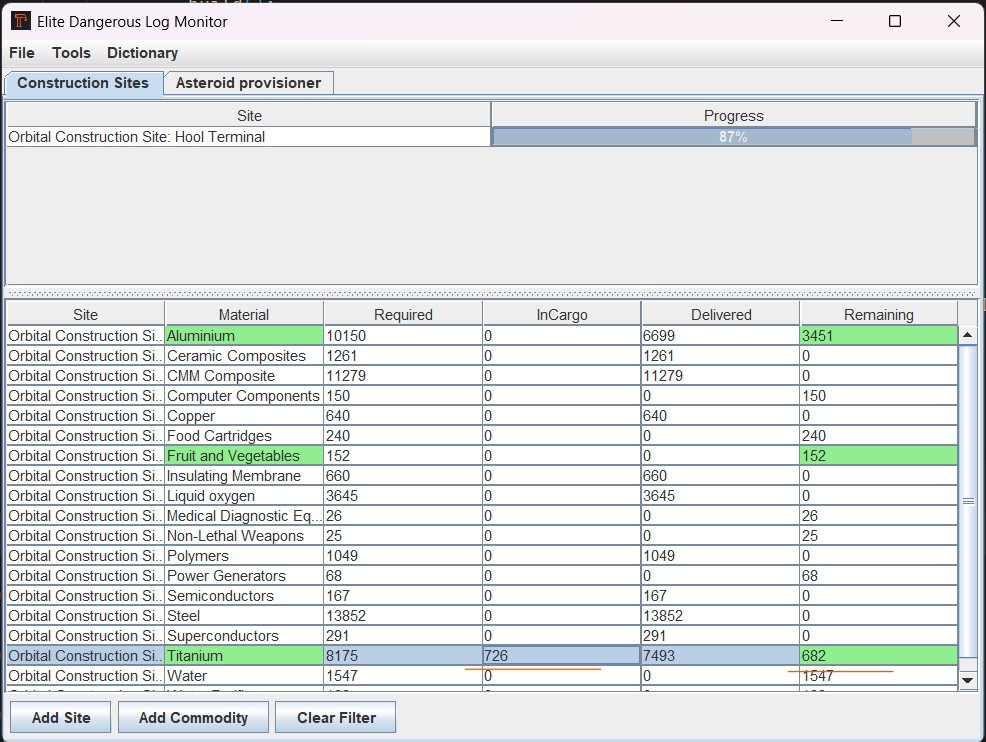 Elite Dangerous Log Monitor
File Tools Dictionary
Construction Sites Asteroid provisioner
Site Progress
Orbital Construction Site: Hool Terminal 87%
Site Material Required InCargo Delivered Remaining
Orbital Construction Si... Aluminium 10150 0 6699 3451
Orbital Construction Si... Ceramic Composites 1261 0 1261 0
Orbital Construction Si... CMM Composite 11279 0 11279 0
Orbital Construction Si... Computer Components 150 0 0 150
Orbital Construction Si... Copper 640 0 640 0
Orbital Construction Si... Food Cartridges 240 0 0 240
Orbital Construction Si... Fruit and Vegetables 152 0 0 152
Orbital Construction Si... Insulating Membrane 660 0 660 0
Orbital Construction Si... Liquid oxygen 3645 0 3645 0
Orbital Construction Si... Medical Diagnostic Eq... 26 0 0 26
Orbital Construction Si... Non-Lethal Weapons 25 0 0 25
Orbital Construction Si... Polymers 1049 0 1049 0
Orbital Construction Si... Power Generators 68 0 0 68
Orbital Construction Si... Semiconductors 167 0 167 0
Orbital Construction Si... Steel 13852 0 13852 0
Orbital Construction Si... Superconductors 291 0 291 0
Orbital Construction Si... Titanium 8175 726 7493 682
Orbital Construction Si... Water 1547 0 0 1547
Add Site Add Commodity Clear Filter